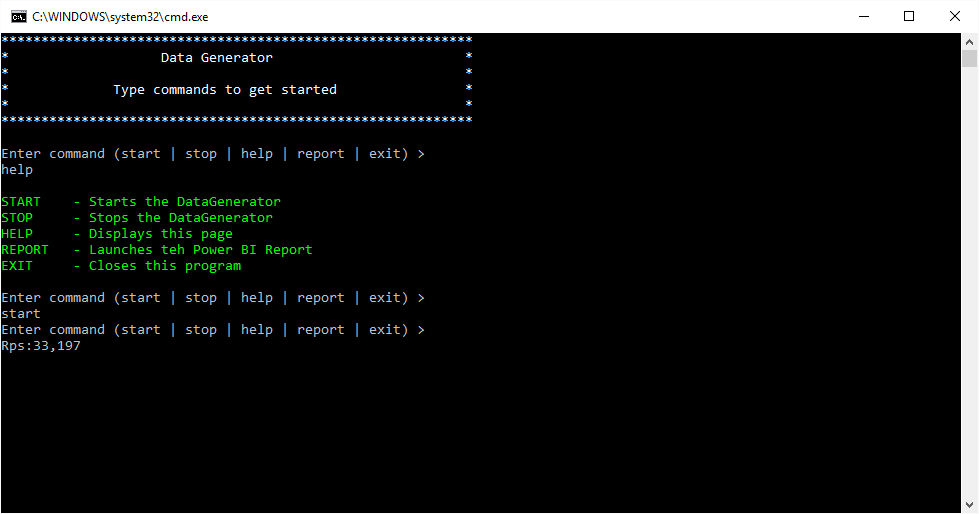 C:\WINDOWS\system32\cmd.exe
***********************************************************
* Data Generator *
* *
* Type commands to get started *
* *
***********************************************************
Enter command (start | stop | help | report | exit) >
help
START - Starts the DataGenerator
STOP - Stops the DataGenerator
HELP - Displays this page
REPORT - Launches teh Power BI Report
EXIT - Closes this program
Enter command (start | stop | help | report | exit) >
start
Enter command (start | stop | help | report | exit) >
Rps:33,197